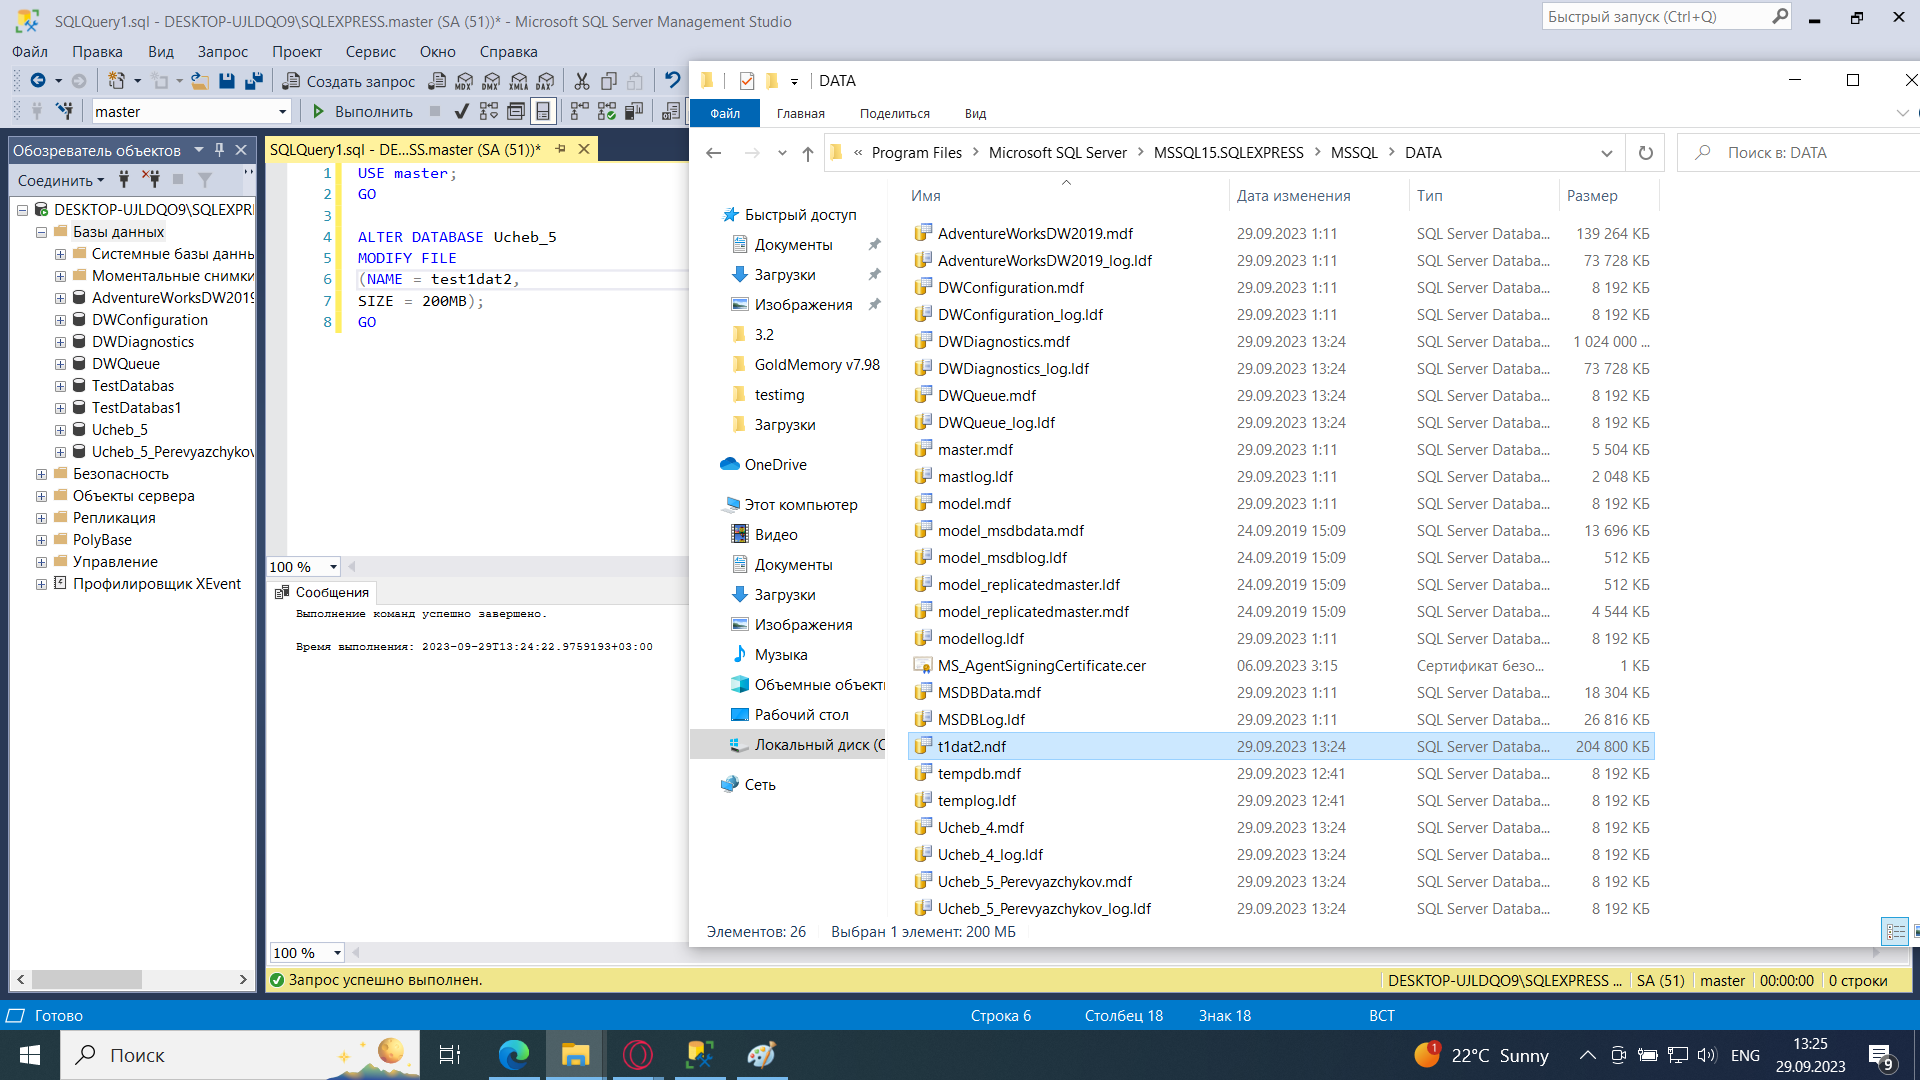 SQLQuery1.sql - DESKTOP-UJLDQO9\SQLEXPRESS.master (SA (51))* - Microsoft SQL Server Management Studio
Быстрый запуск (Ctrl+Q)
Файл Правка Вид Запрос Проект Сервис Окно Справка
Создать запрос MDX DMX XMLA DAX
master Выполнить
Обозреватель объектов
Соединить
DESKTOP-UJLDQO9\SQLEXPRE
Базы данных
Системные базы данны
Моментальные снимки
AdventureWorksDW2019
DWConfiguration
DWDiagnostics
DWQueue
TestDatabas
TestDatabas1
Ucheb_5
Ucheb_5_Perevyazchykov
Безопасность
Объекты сервера
Репликация
PolyBase
Управление
Профилировщик XEvent
SQLQuery1.sql - DE...SS.master (SA (51))*
1 USE master;
2 GO
3
4 ALTER DATABASE Ucheb_5
5 MODIFY FILE
6 (NAME = test1dat2,
7 SIZE = 200MB);
8 GO
100 %
Сообщения
Выполнение команд успешно завершено.
Время выполнения: 2023-09-29T13:24:22.9759193+03:00
100 %
Запрос успешно выполнен.
DESKTOP-UJLDQO9\SQLEXPRESS ... SA (51) master 00:00:00 0 строки
DATA
Файл Главная Поделиться Вид
« Program Files > Microsoft SQL Server > MSSQL15.SQLEXPRESS > MSSQL > DATA
Поиск в: DATA
Быстрый доступ
Документы
Загрузки
Изображения
3.2
GoldMemory v7.98
testimg
Загрузки
OneDrive
Этот компьютер
Видео
Документы
Загрузки
Изображения
Музыка
Объемные объект
Рабочий стол
Локальный диск (C
Сеть
Имя Дата изменения Тип Размер
AdventureWorksDW2019.mdf 29.09.2023 1:11 SQL Server Databa... 139 264 КБ
AdventureWorksDW2019_log.ldf 29.09.2023 1:11 SQL Server Databa... 73 728 КБ
DWConfiguration.mdf 29.09.2023 1:11 SQL Server Databa... 8 192 КБ
DWConfiguration_log.ldf 29.09.2023 1:11 SQL Server Databa... 8 192 КБ
DWDiagnostics.mdf 29.09.2023 13:24 SQL Server Databa... 1 024 000 ...
DWDiagnostics_log.ldf 29.09.2023 13:24 SQL Server Databa... 73 728 КБ
DWQueue.mdf 29.09.2023 13:24 SQL Server Databa... 8 192 КБ
DWQueue_log.ldf 29.09.2023 13:24 SQL Server Databa... 8 192 КБ
master.mdf 29.09.2023 1:11 SQL Server Databa... 5 504 КБ
mastlog.ldf 29.09.2023 1:11 SQL Server Databa... 2 048 КБ
model.mdf 29.09.2023 1:11 SQL Server Databa... 8 192 КБ
model_msdbdata.mdf 24.09.2019 15:09 SQL Server Databa... 13 696 КБ
model_msdblog.ldf 24.09.2019 15:09 SQL Server Databa... 512 КБ
model_replicatedmaster.ldf 24.09.2019 15:09 SQL Server Databa... 512 КБ
model_replicatedmaster.mdf 24.09.2019 15:09 SQL Server Databa... 4 544 КБ
modellog.ldf 29.09.2023 1:11 SQL Server Databa... 8 192 КБ
MS_AgentSigningCertificate.cer 06.09.2023 3:15 Сертификат безо... 1 КБ
MSDBData.mdf 29.09.2023 1:11 SQL Server Databa... 18 304 КБ
MSDBLog.ldf 29.09.2023 1:11 SQL Server Databa... 26 816 КБ
t1dat2.ndf 29.09.2023 13:24 SQL Server Databa... 204 800 КБ
tempdb.mdf 29.09.2023 12:41 SQL Server Databa... 8 192 КБ
templog.ldf 29.09.2023 12:41 SQL Server Databa... 8 192 КБ
Ucheb_4.mdf 29.09.2023 13:24 SQL Server Databa... 8 192 КБ
Ucheb_4_log.ldf 29.09.2023 13:24 SQL Server Databa... 8 192 КБ
Ucheb_5_Perevyazchykov.mdf 29.09.2023 13:24 SQL Server Databa... 8 192 КБ
Ucheb_5_Perevyazchykov_log.ldf 29.09.2023 13:24 SQL Server Databa... 8 192 КБ
Элементов: 26 Выбран 1 элемент: 200 МБ
Готово Строка 6 Столбец 18 Знак 18 ВСТ
Поиск
1 22°C Sunny ENG 13:25
29.09.2023 9